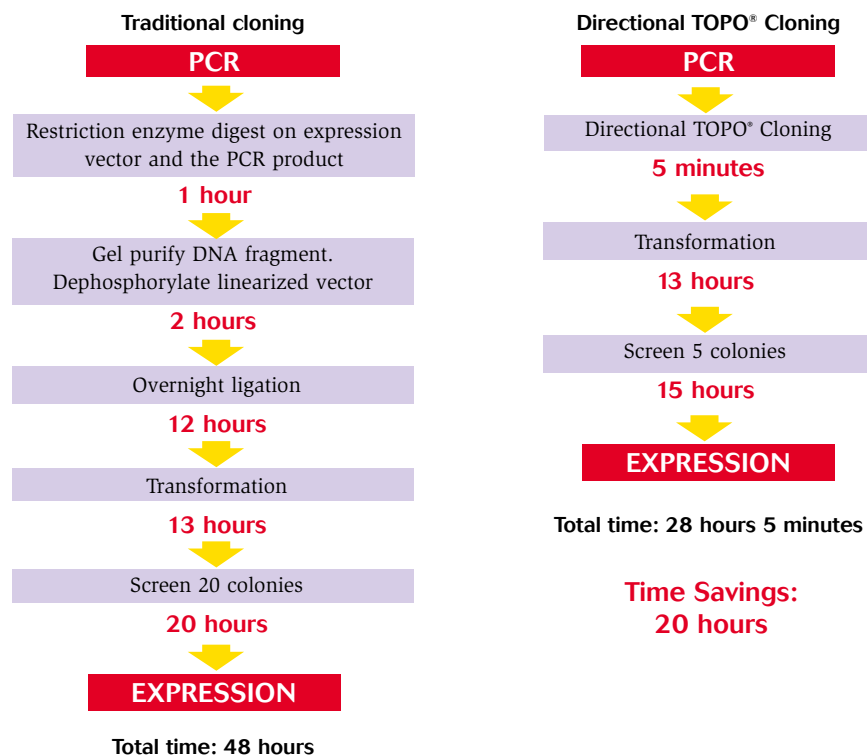 Traditional cloning
PCR
Restriction enzyme digest on expression
vector and the PCR product
1 hour
Gel purify DNA fragment.
Dephosphorylate linearized vector
2 hours
Overnight ligation
12 hours
Transformation
13 hours
Screen 20 colonies
20 hours
EXPRESSION
Total time: 48 hours
Directional TOPO® Cloning
PCR
Directional TOPO® Cloning
5 minutes
Transformation
13 hours
Screen 5 colonies
15 hours
EXPRESSION
Total time: 28 hours 5 minutes
Time Savings:
20 hours